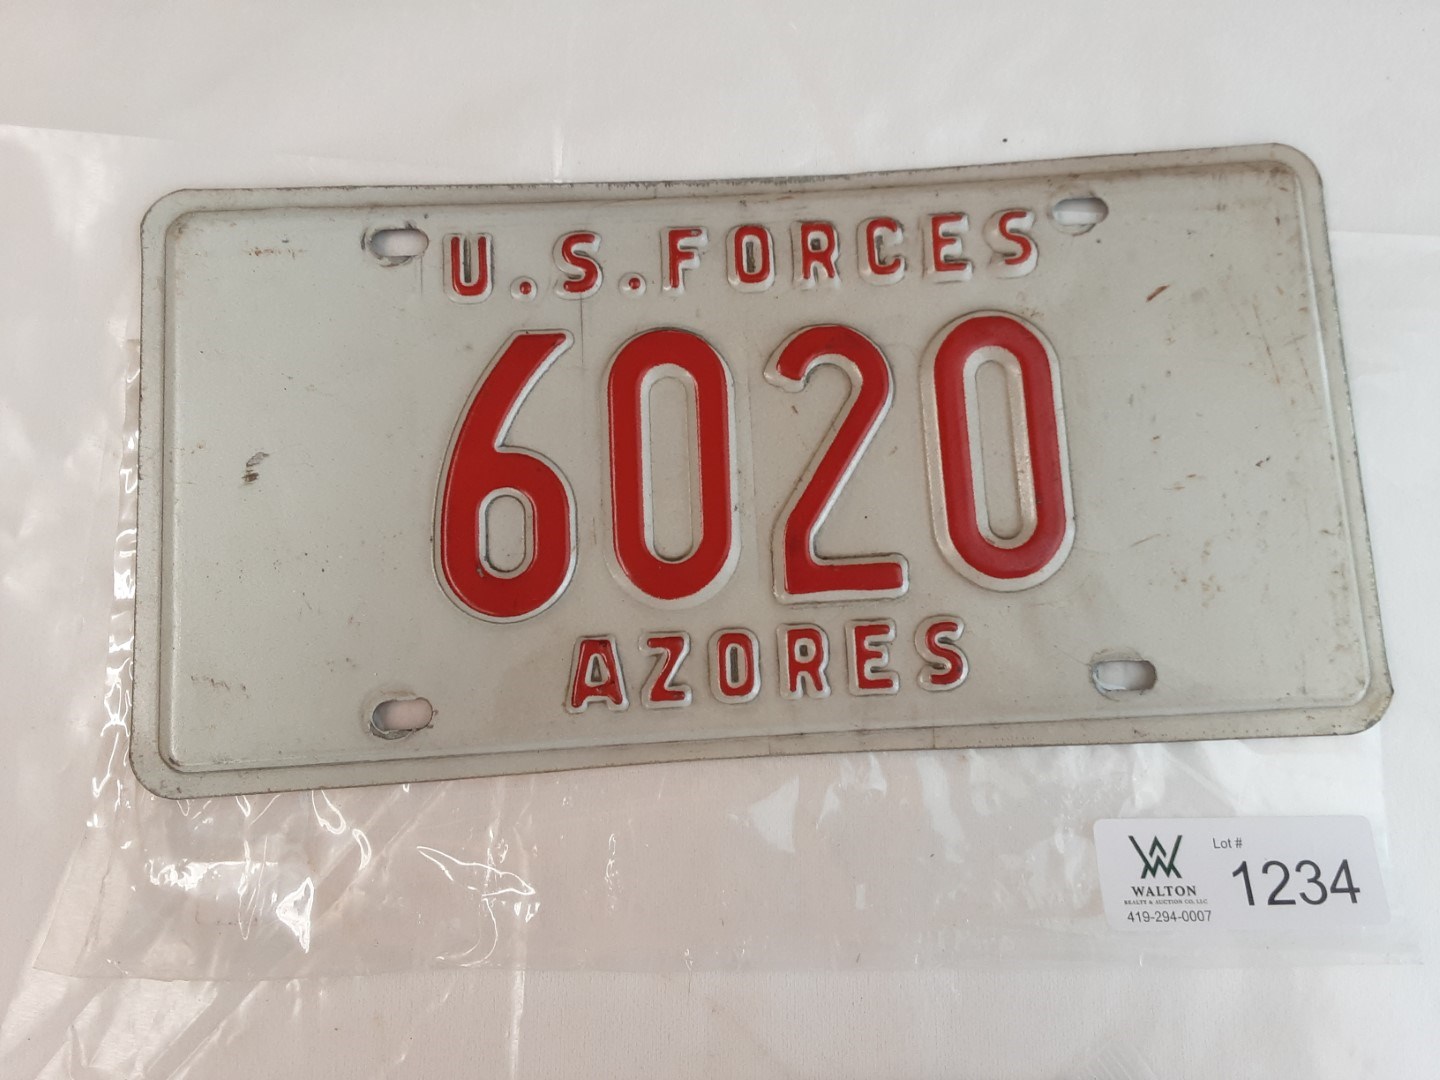 U.S.FORCES
6020
AZORES
Lot #
1234
WALTON
REALTY & AUCTION CO. LLC
419-294-0007